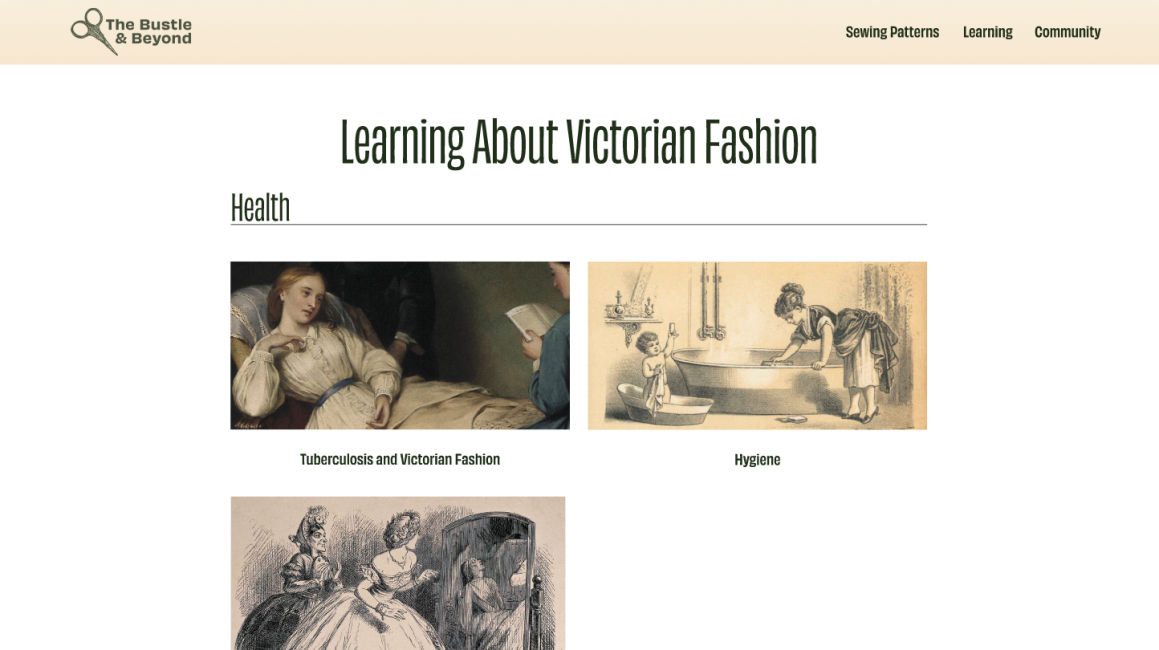 The Bustle
& Beyond
Sewing Patterns Learning Community
Learning About Victorian Fashion
Health
Tuberculosis and Victorian Fashion
Hygiene